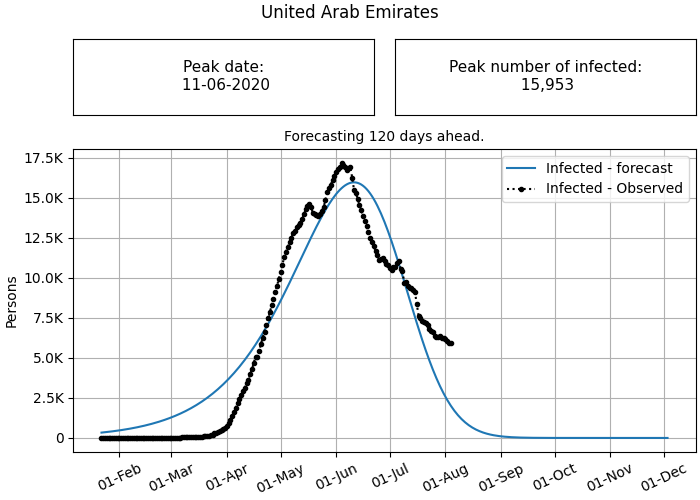 United Arab Emirates
Peak date:
11-06-2020
Peak number of infected:
15,953
Forecasting 120 days ahead.
17.5K
15.0K
12.5K
10.0K
7.5K
5.0K
2.5K
0
Persons
Infected - forecast
Infected - Observed
01-Feb
01-Mar
01-Apr
01-May
01-Jun
01-Jul
01-Aug
01-Sep
01-Oct
01-Nov
01-Dec